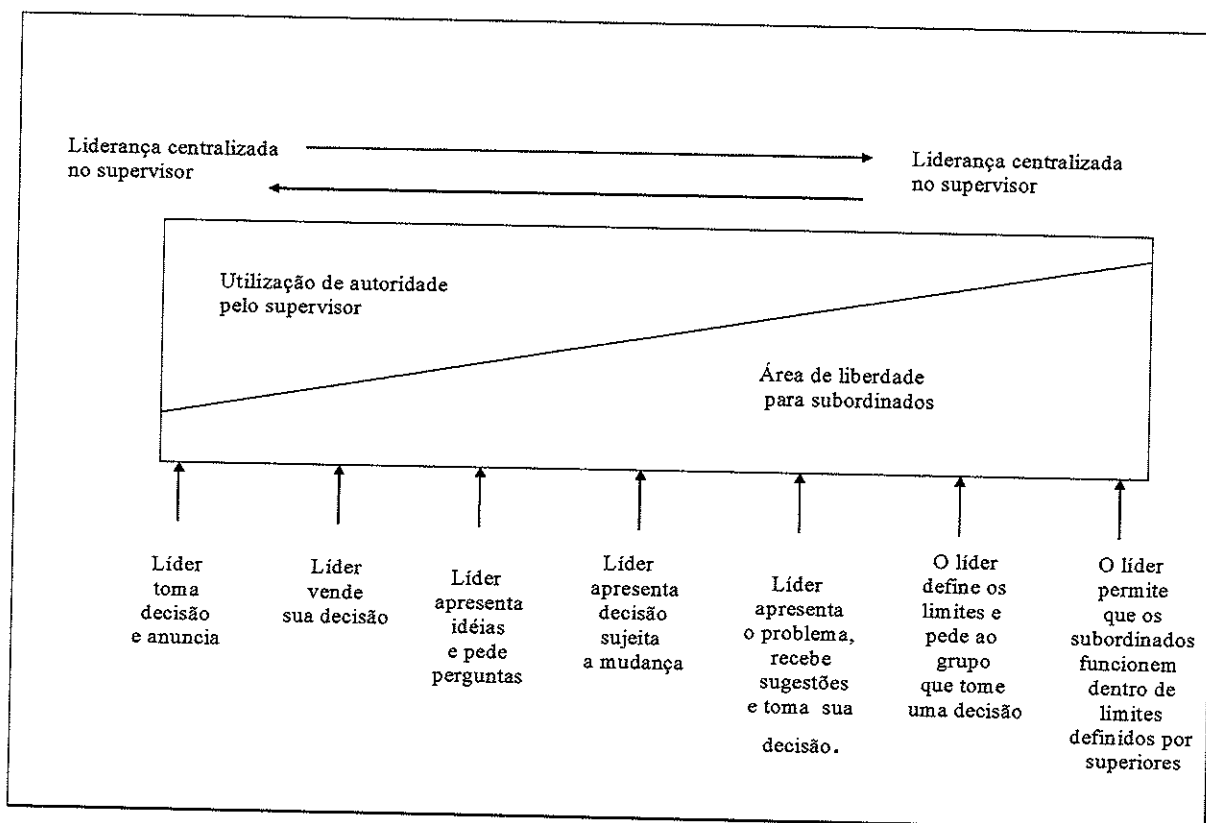 Liderança centralizada
no supervisor
Liderança centralizada
no supervisor
Utilização de autoridade
pelo supervisor
Área de liberdade
para subordinados
Líder
toma
decisão
e anuncia
Líder
vende
sua decisão
Líder
apresenta
idéias
e pede
perguntas
Líder
apresenta
decisão
sujeita
a mudança
Líder
apresenta
o problema,
recebe
sugestões
e toma sua
decisão.
O líder
define os
limites e
pede ao
grupo
que tome
uma decisão
O líder
permite
que os
subordinados
funcionem
dentro de
limites
definidos por
superiores